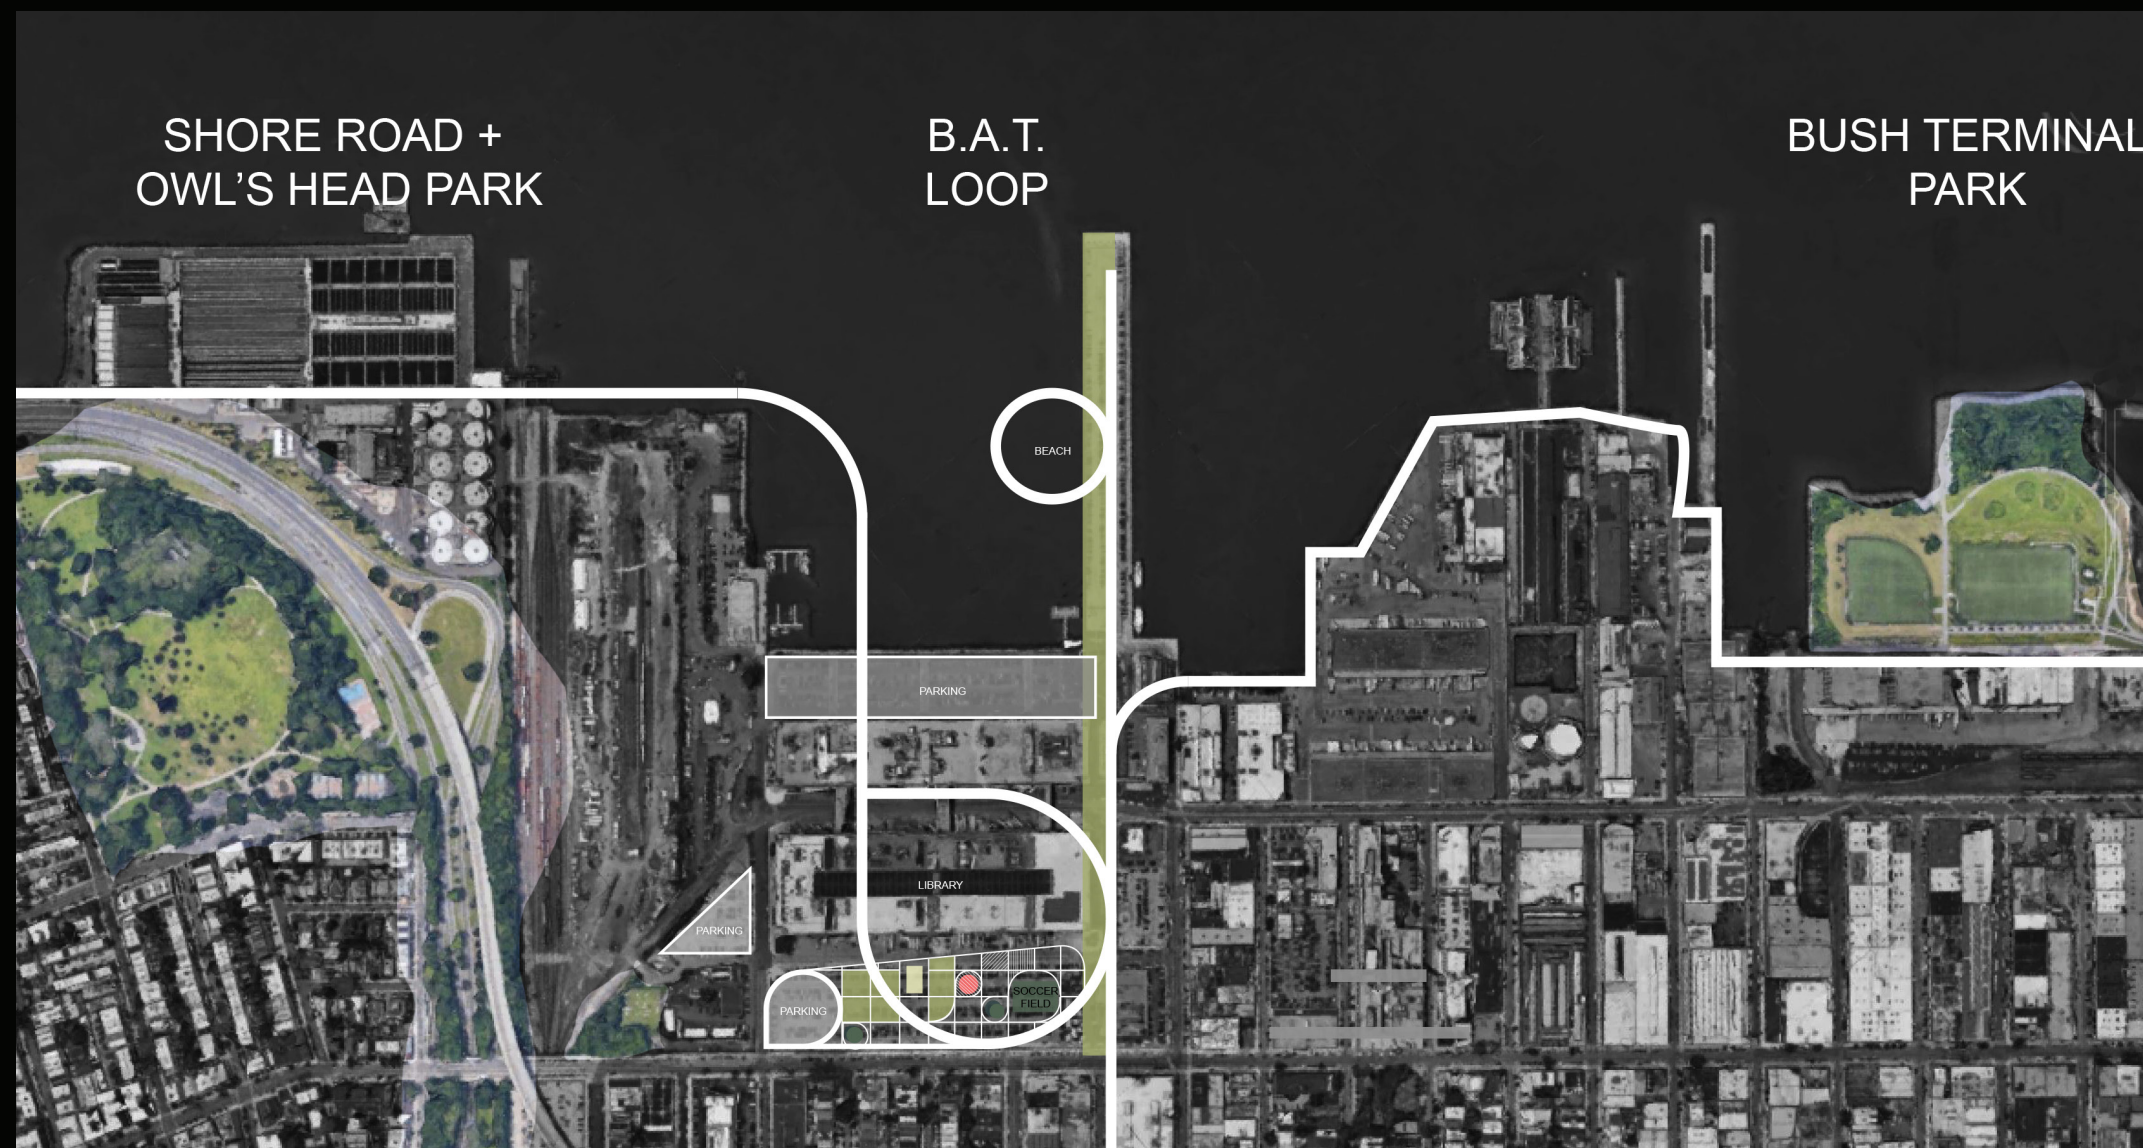 SHORE ROAD +
OWL'S HEAD PARK
B.A.T.
LOOP
BUSH TERMINAL
PARK
BEACH
PARKING
LIBRARY
PARKING
PARKING
SOCCER
FIELD